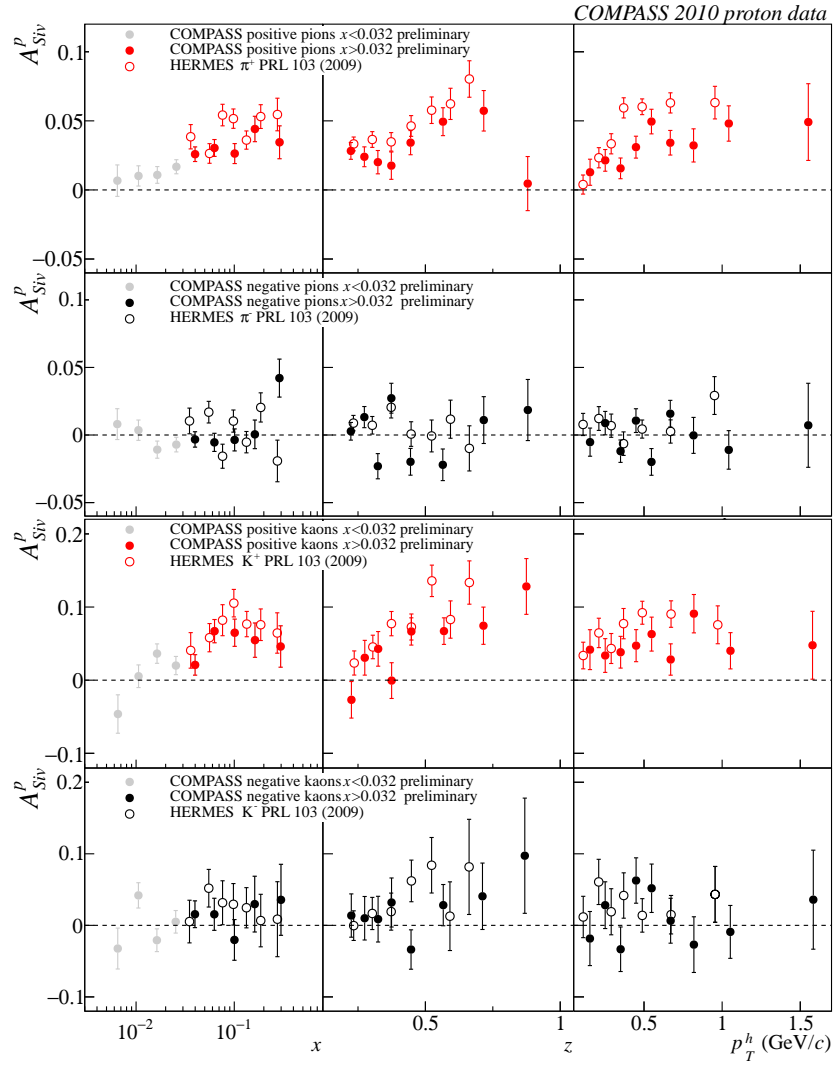 COMPASS 2010 proton data
A^p_Siv
0.1
0.05
0
−0.05
COMPASS positive pions x<0.032 preliminary
COMPASS positive pions x>0.032 preliminary
HERMES π⁺ PRL 103 (2009)
A^p_Siv
0.1
0.05
0
−0.05
COMPASS negative pions x<0.032 preliminary
COMPASS negative pions x>0.032 preliminary
HERMES π⁻ PRL 103 (2009)
A^p_Siv
0.2
0.1
0
−0.1
COMPASS positive kaons x<0.032 preliminary
COMPASS positive kaons x>0.032 preliminary
HERMES K⁺ PRL 103 (2009)
A^p_Siv
0.2
0.1
0
−0.1
COMPASS negative kaons x<0.032 preliminary
COMPASS negative kaons x>0.032 preliminary
HERMES K⁻ PRL 103 (2009)
10⁻² 10⁻¹ 0.5 1 0.5 1 1.5
x z p^h_T (GeV/c)